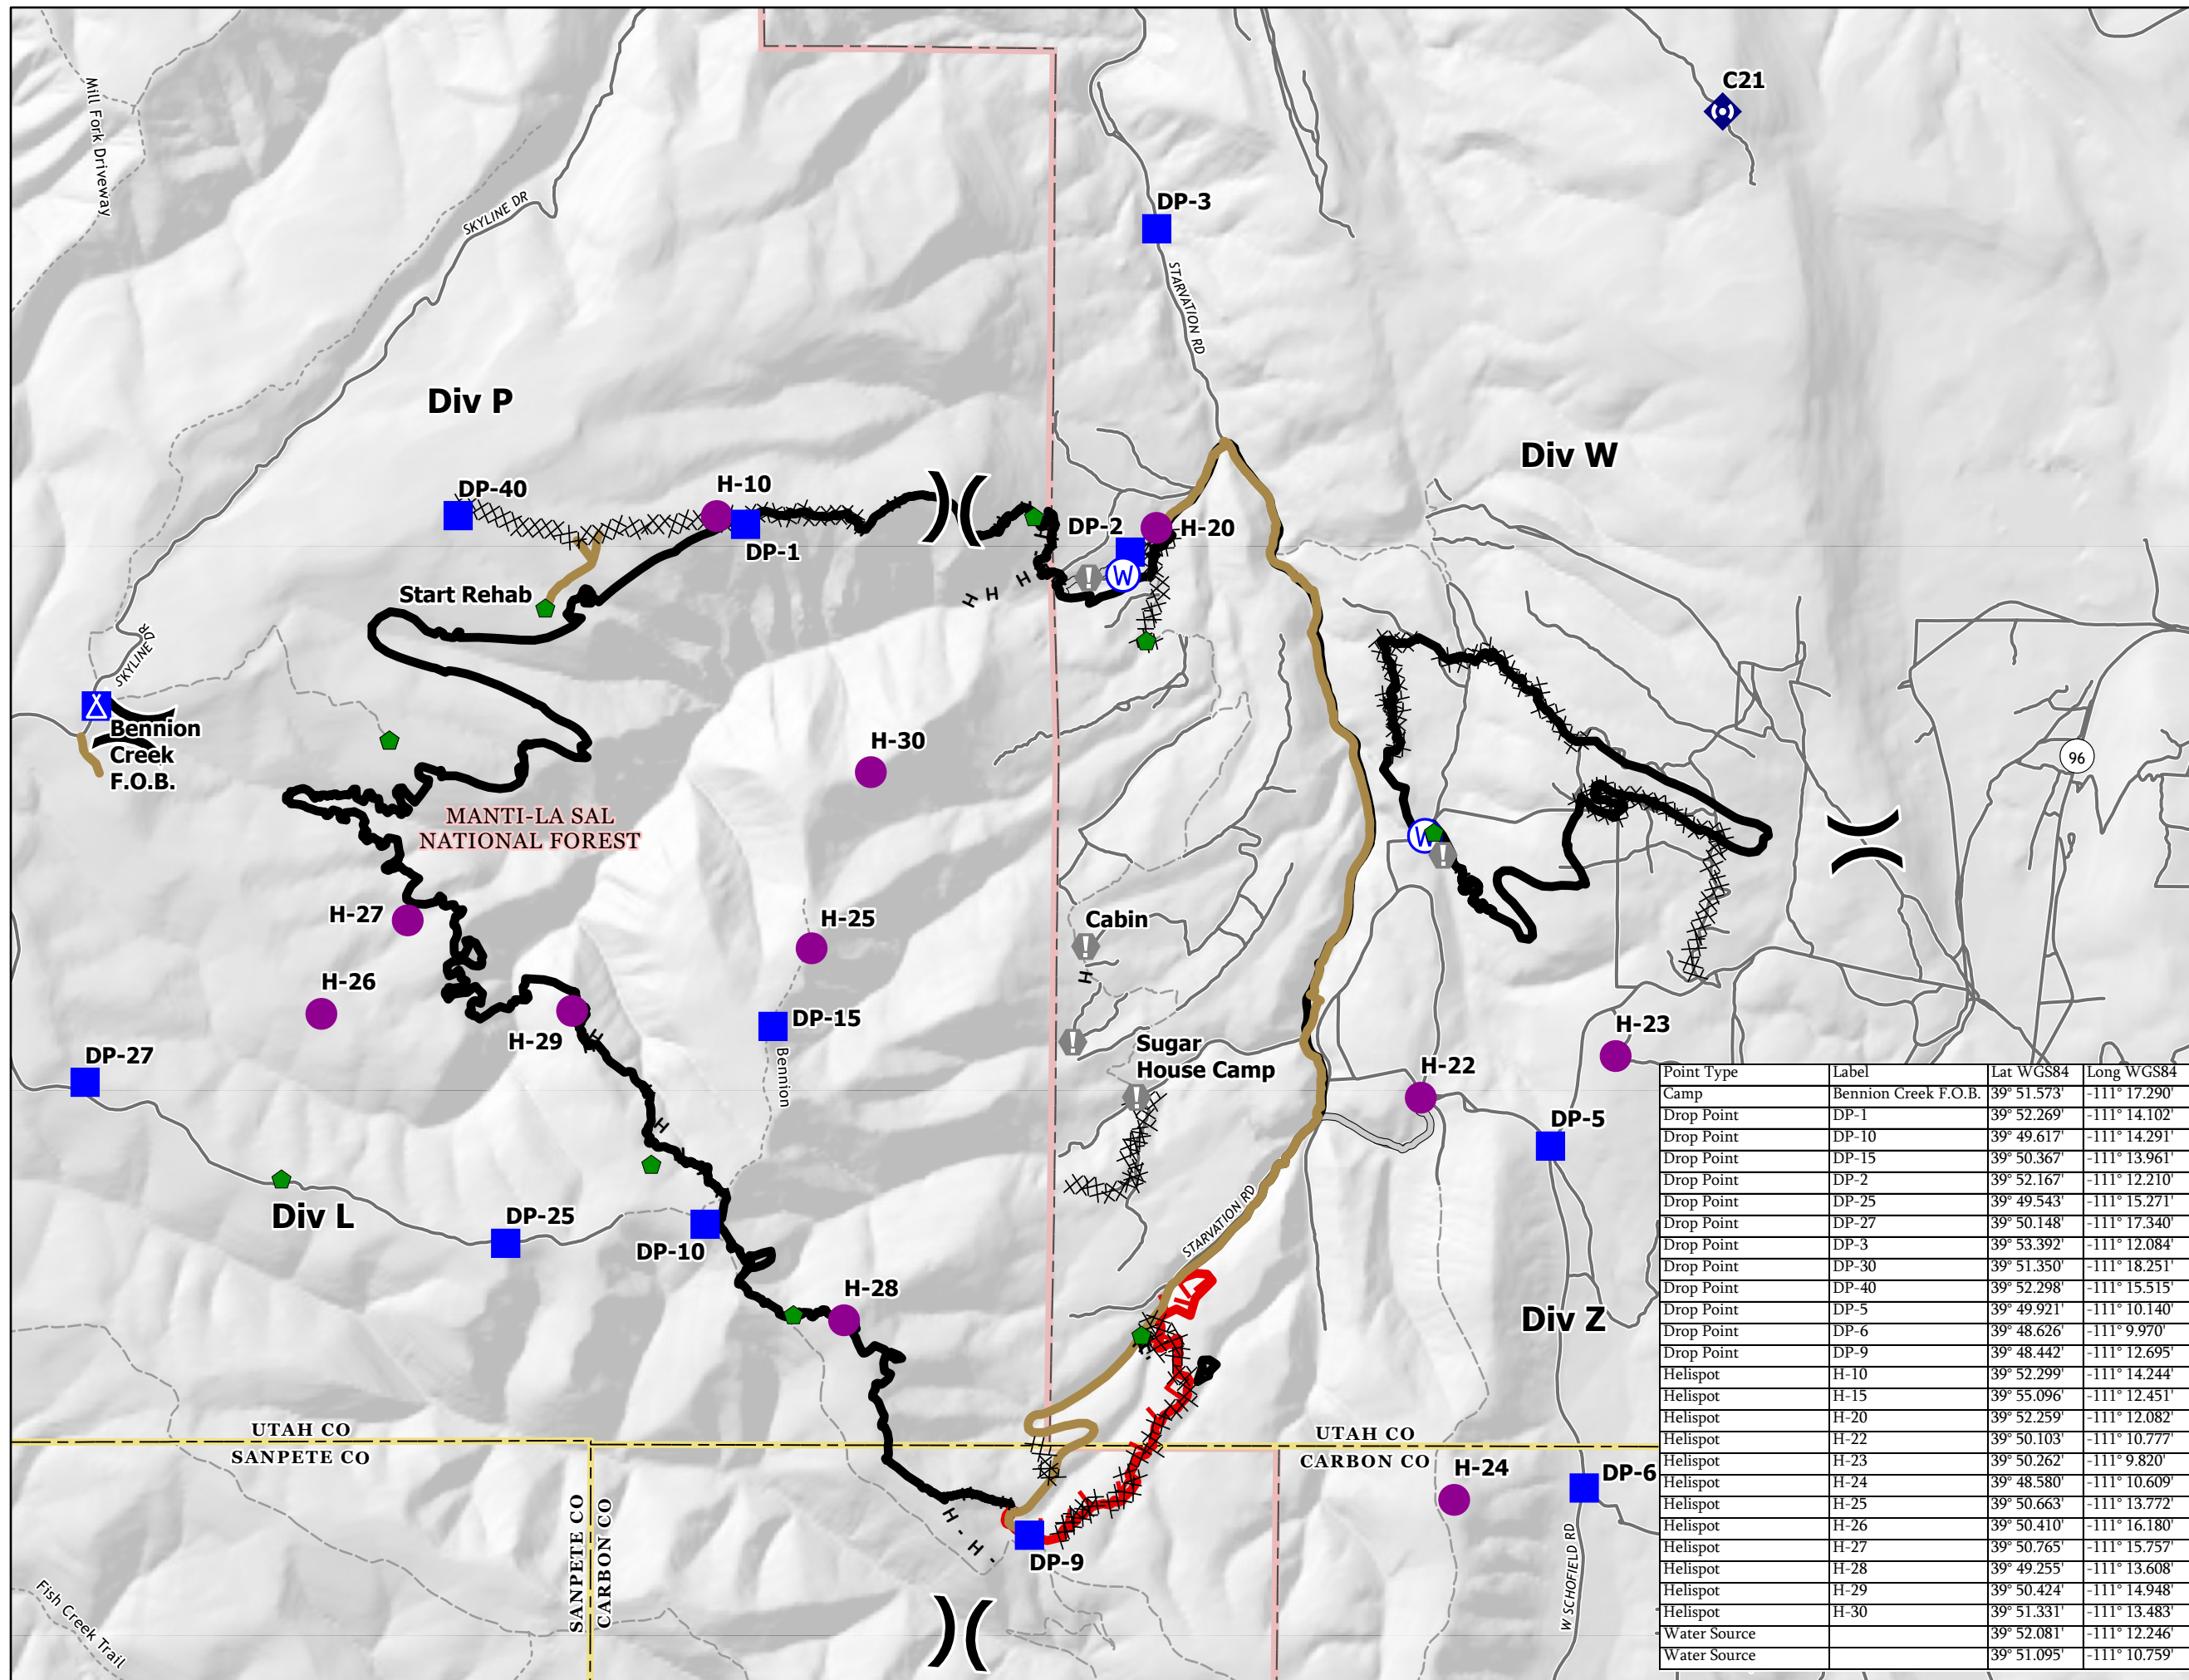 C21
Mill Fork Driveway
SKYLINE DR
DP-3
STARVATION RD
Div P
Div W
DP-40
H-10
DP-1
DP-2
H-20
W
Start Rehab
H H H H
SKYLINE DR
Bennion
Creek
F.O.B.
H-30
96
MANTI-LA SAL
NATIONAL FOREST
W
H-27
H-25
Cabin
H
H-26
H-29
H
DP-15
Bennion
Sugar
House Camp
H-23
H-22
DP-27
DP-5
H
Div L
DP-25
DP-10
STARVATION RD
H-28
Div Z
UTAH CO
SANPETE CO
UTAH CO
CARBON CO
H-24
DP-6
SANPETE CO
CARBON CO
H - H -
DP-9
W SCHOFIELD RD
Fish Creek Trail
Point Type Label Lat WGS84 Long WGS84
Camp Bennion Creek F.O.B. 39° 51.573' -111° 17.290'
Drop Point DP-1 39° 52.269' -111° 14.102'
Drop Point DP-10 39° 49.617' -111° 14.291'
Drop Point DP-15 39° 50.367' -111° 13.961'
Drop Point DP-2 39° 52.167' -111° 12.210'
Drop Point DP-25 39° 49.543' -111° 15.271'
Drop Point DP-27 39° 50.148' -111° 17.340'
Drop Point DP-3 39° 53.392' -111° 12.084'
Drop Point DP-30 39° 51.350' -111° 18.251'
Drop Point DP-40 39° 52.298' -111° 15.515'
Drop Point DP-5 39° 49.921' -111° 10.140'
Drop Point DP-6 39° 48.626' -111° 9.970'
Drop Point DP-9 39° 48.442' -111° 12.695'
Helispot H-10 39° 52.299' -111° 14.244'
Helispot H-15 39° 55.096' -111° 12.451'
Helispot H-20 39° 52.259' -111° 12.082'
Helispot H-22 39° 50.103' -111° 10.777'
Helispot H-23 39° 50.262' -111° 9.820'
Helispot H-24 39° 48.580' -111° 10.609'
Helispot H-25 39° 50.663' -111° 13.772'
Helispot H-26 39° 50.410' -111° 16.180'
Helispot H-27 39° 50.765' -111° 15.757'
Helispot H-28 39° 49.255' -111° 13.608'
Helispot H-29 39° 50.424' -111° 14.948'
Helispot H-30 39° 51.331' -111° 13.483'
Water Source 39° 52.081' -111° 12.246'
Water Source 39° 51.095' -111° 10.759'